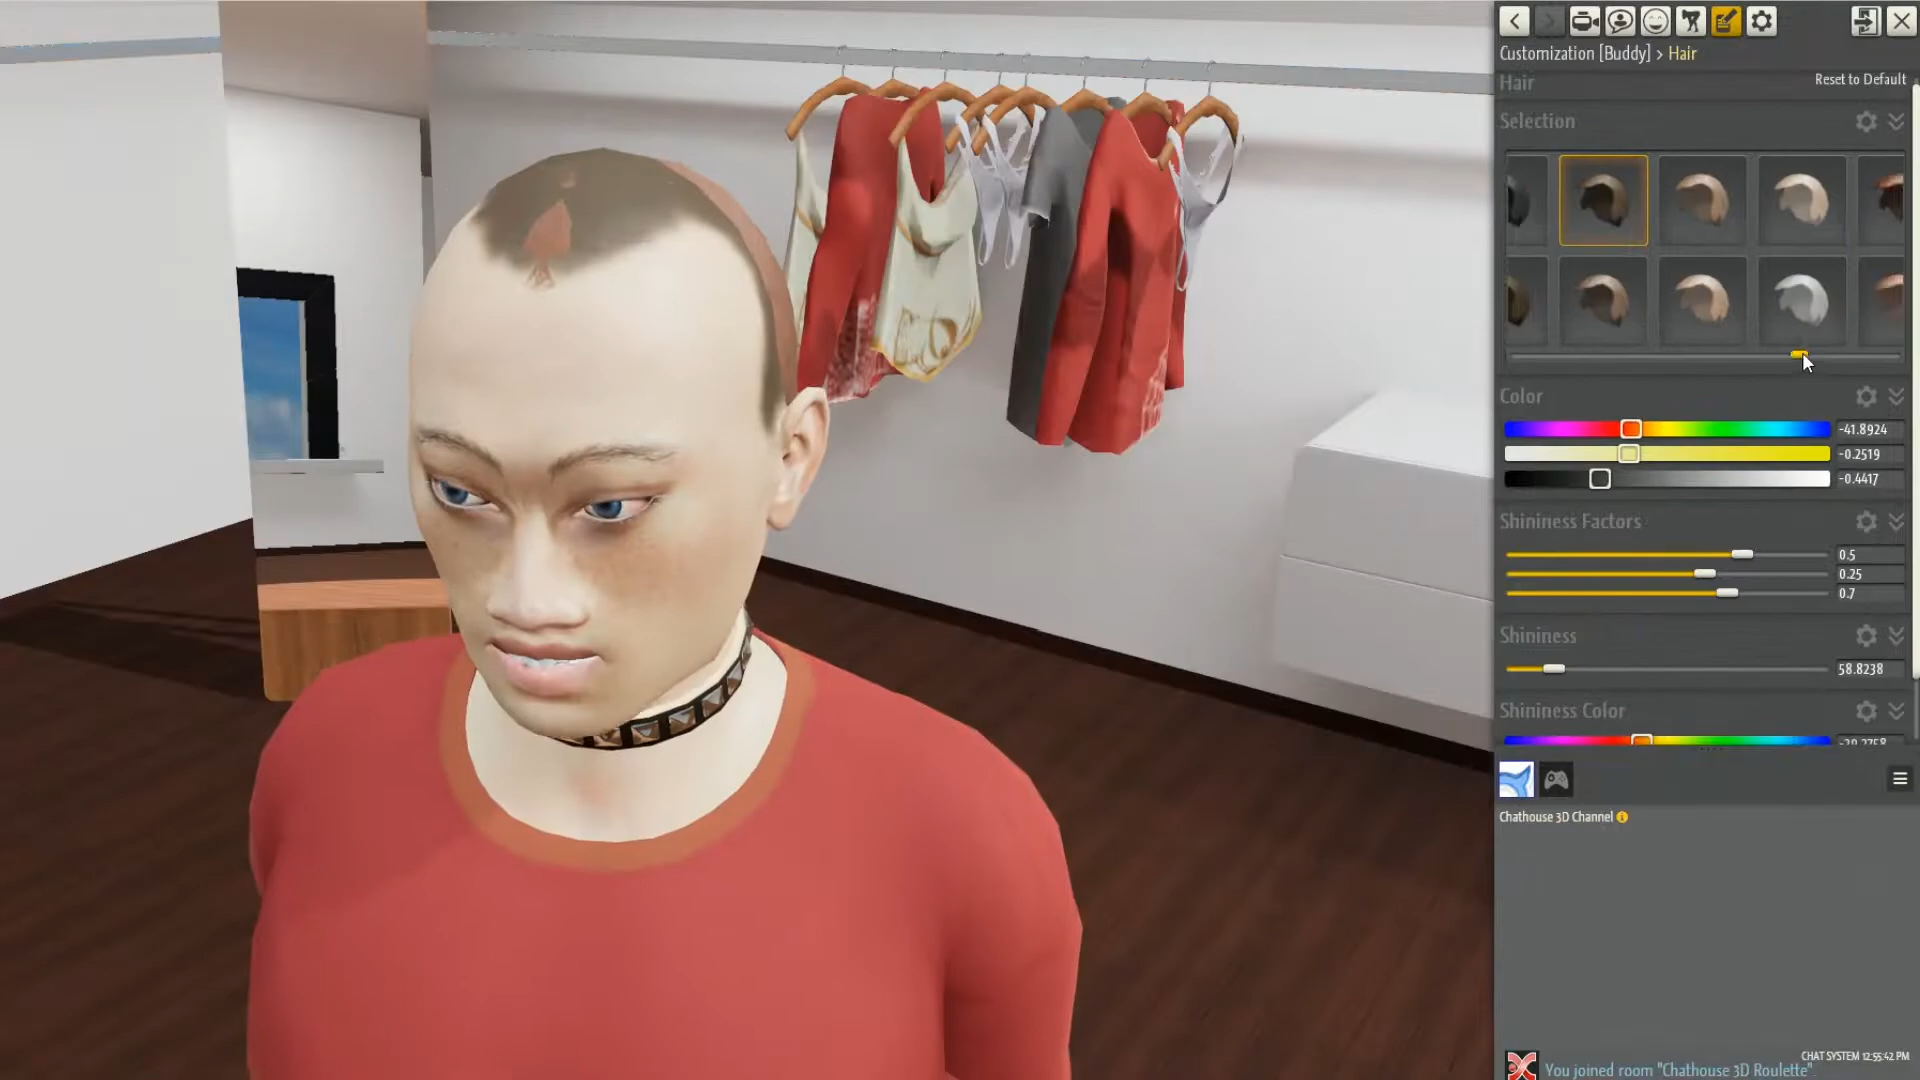 Customization [Buddy] > Hair
Hair
Reset to Default
Selection
Color
-41.8924
-0.2519
-0.4417
Shininess Factors
0.5
0.25
0.7
Shininess
58.8238
Shininess Color
Chathouse 3D Channel
CHAT SYSTEM 12:55:42 PM
You joined room "Chathouse 3D Roulette".